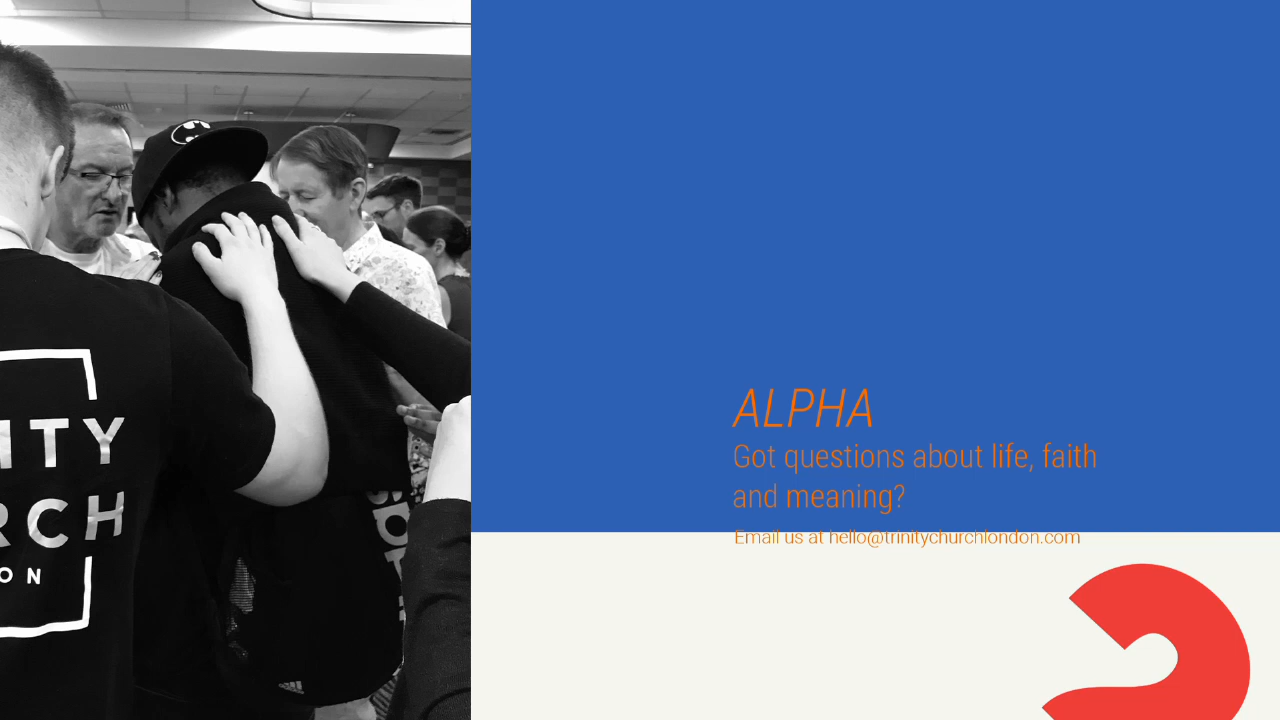 ITY
RCH
ON
ALPHA
Got questions about life, faith
and meaning?
Email us at hello@trinitychurchlondon.com